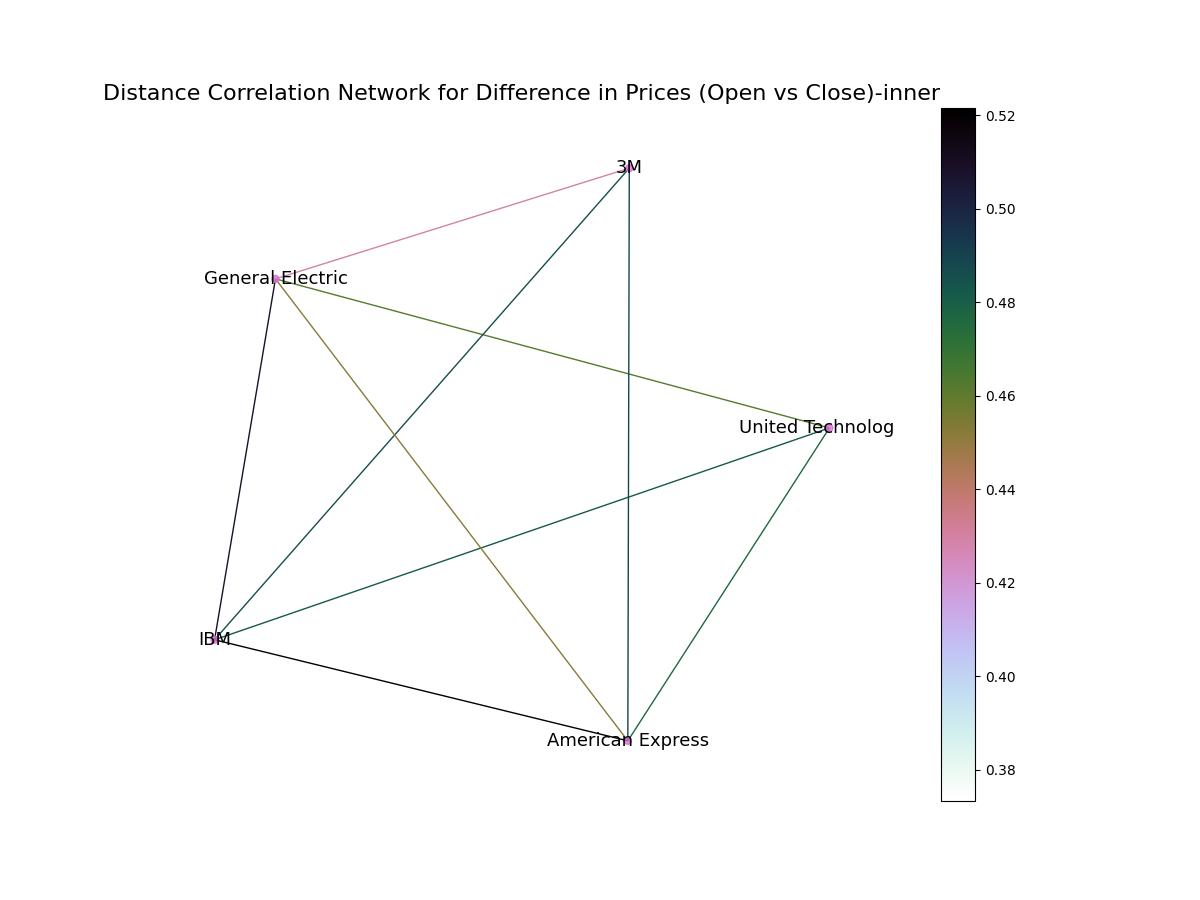 Distance Correlation Network for Difference in Prices (Open vs Close)-inner
0.52
3M
0.50
General Electric
0.48
0.46
United Technolog
0.44
0.42
IBM
0.40
American Express
0.38